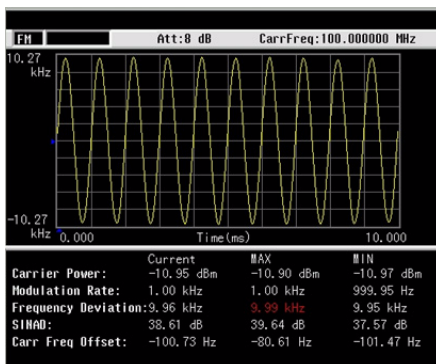 FM Att:8 dB CarrFreq:100.000000 MHz
10.27
kHz
-10.27
kHz 0.000 Time(ms) 10.000
Current MAX MIN
Carrier Power: -10.95 dBm -10.90 dBm -10.97 dBm
Modulation Rate: 1.00 kHz 1.00 kHz 999.95 Hz
Frequency Deviation: 9.96 kHz 9.99 kHz 9.95 kHz
SINAD: 38.61 dB 39.64 dB 37.57 dB
Carr Freq Offset: -100.73 Hz -80.61 Hz -101.47 Hz